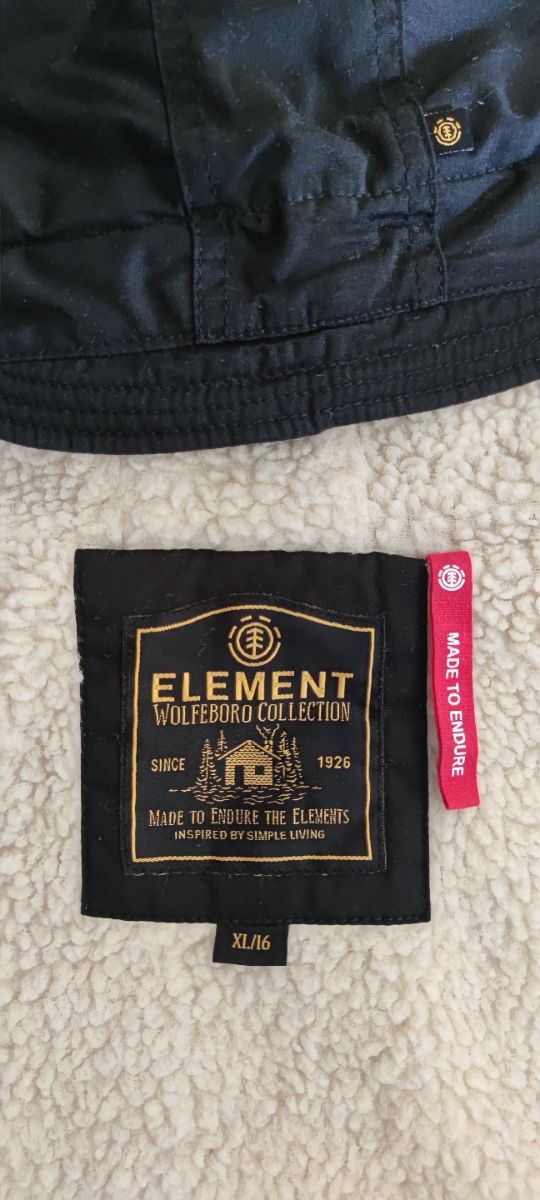 ELEMENT
WOLFEBORO COLLECTION
SINCE 1926
MADE TO ENDURE THE ELEMENTS
INSPIRED BY SIMPLE LIVING
XL/16
MADE TO ENDURE